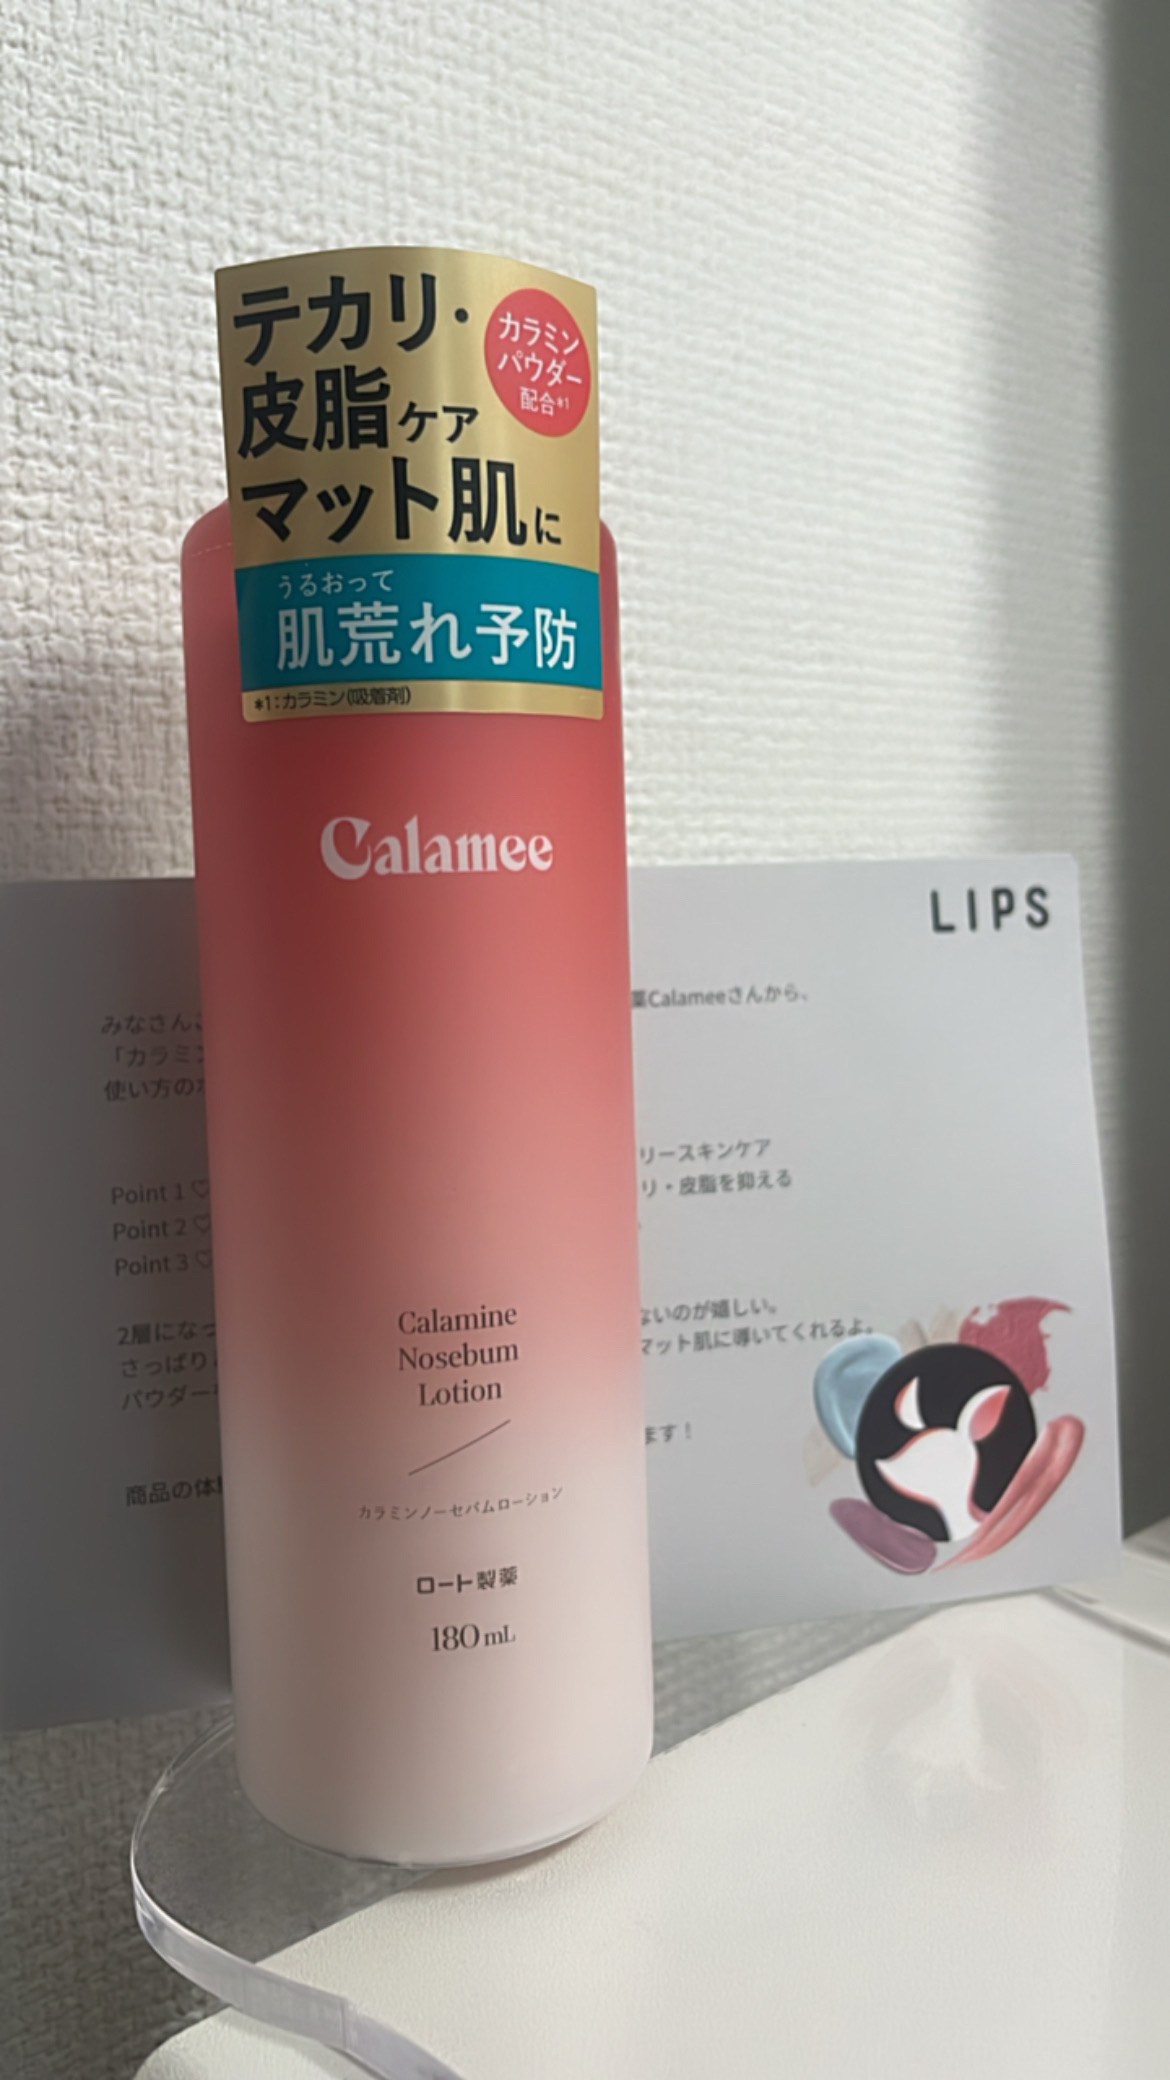 テカリ・
皮脂ケア
マット肌に
カラミン
パウダー
配合*1
うるおって
肌荒れ予防
*1:カラミン(吸着剤)
Calamee
Calamine
Nosebum
Lotion
カラミンノーセバムローション
ロート製薬
180mL
LIPS
みなさん
薬Calameeさんから、
「カラミン
使い方の
Point 1 ♡
リースキンケア
Point 2 ♡
リ・皮脂を抑える
Point 3 ♡
2層になっ
ないのが嬉しい。
さっぱり
マット肌に導いてくれるよ。
パウダー
ます！
商品の体